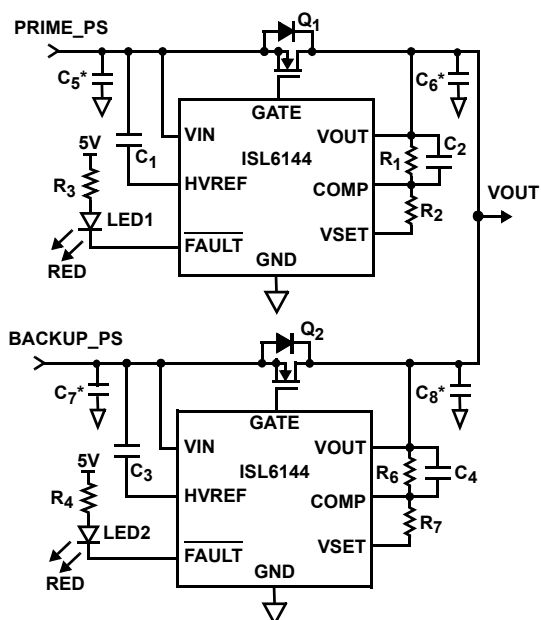 PRIME_PS
Q1
C5*
C6*
GATE
VIN
VOUT
ISL6144
R1
C2
5V
C1
R3
HVREF
COMP
VOUT
LED1
R2
FAULT
VSET
RED
GND
BACKUP_PS
Q2
C7*
C8*
GATE
VIN
VOUT
ISL6144
R6
C4
5V
C3
R4
HVREF
COMP
LED2
R7
FAULT
VSET
RED
GND